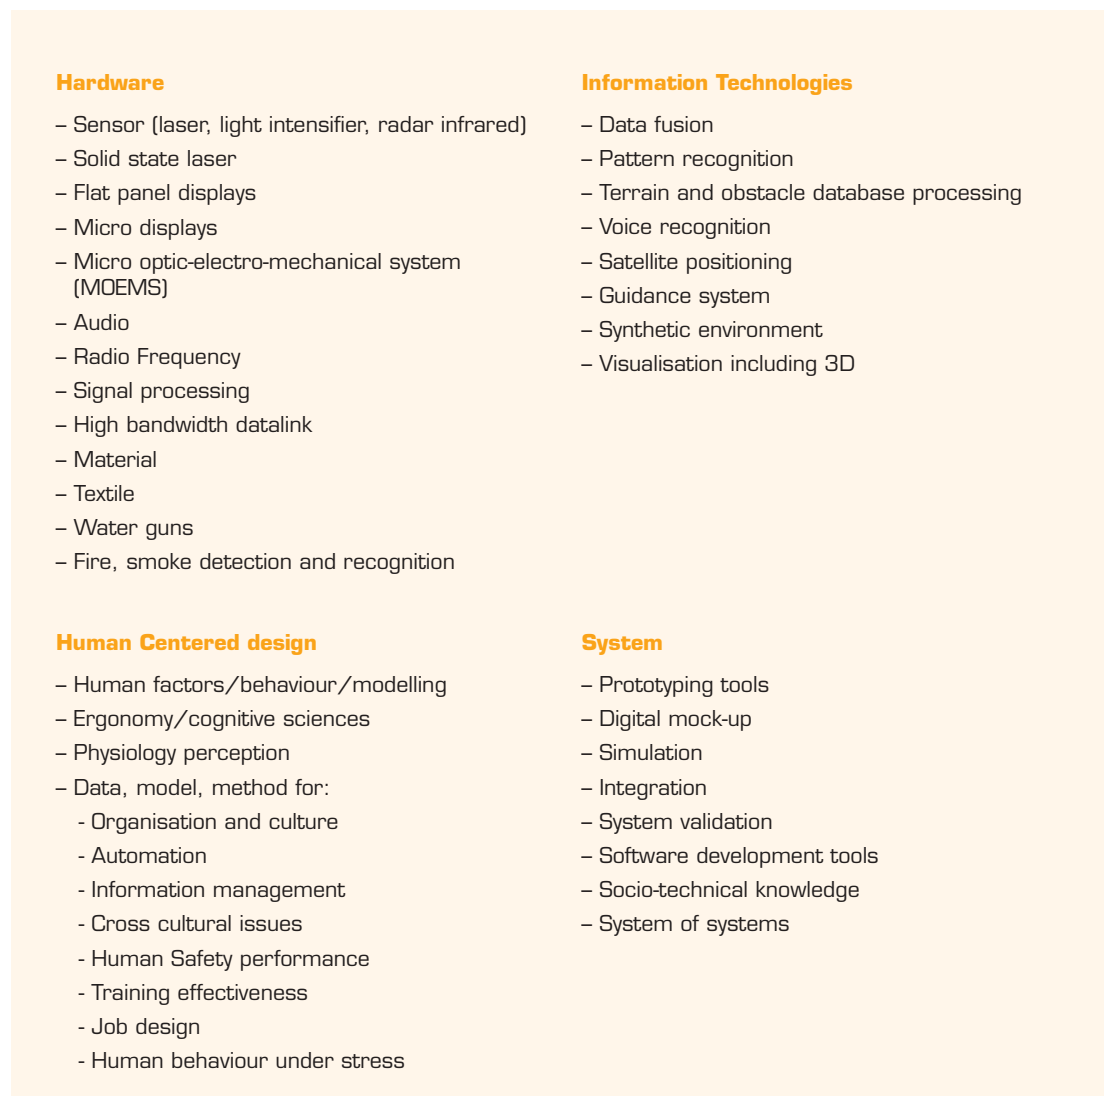 Hardware
– Sensor (laser, light intensifier, radar infrared)
– Solid state laser
– Flat panel displays
– Micro displays
– Micro optic-electro-mechanical system
(MOEMS)
– Audio
– Radio Frequency
– Signal processing
– High bandwidth datalink
– Material
– Textile
– Water guns
– Fire, smoke detection and recognition
Information Technologies
– Data fusion
– Pattern recognition
– Terrain and obstacle database processing
– Voice recognition
– Satellite positioning
– Guidance system
– Synthetic environment
– Visualisation including 3D
Human Centered design
– Human factors/behaviour/modelling
– Ergonomy/cognitive sciences
– Physiology perception
– Data, model, method for:
- Organisation and culture
- Automation
- Information management
- Cross cultural issues
- Human Safety performance
- Training effectiveness
- Job design
- Human behaviour under stress
System
– Prototyping tools
– Digital mock-up
– Simulation
– Integration
– System validation
– Software development tools
– Socio-technical knowledge
– System of systems